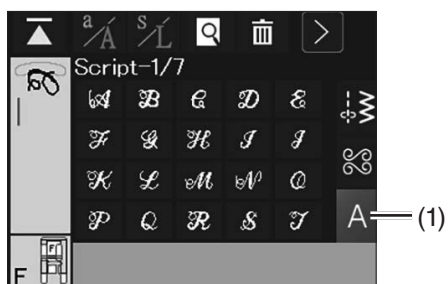 a/A S/L >
Script-1/7
A B C D E
F G H I J
K L M N O
P Q R S T
A (1)
F F